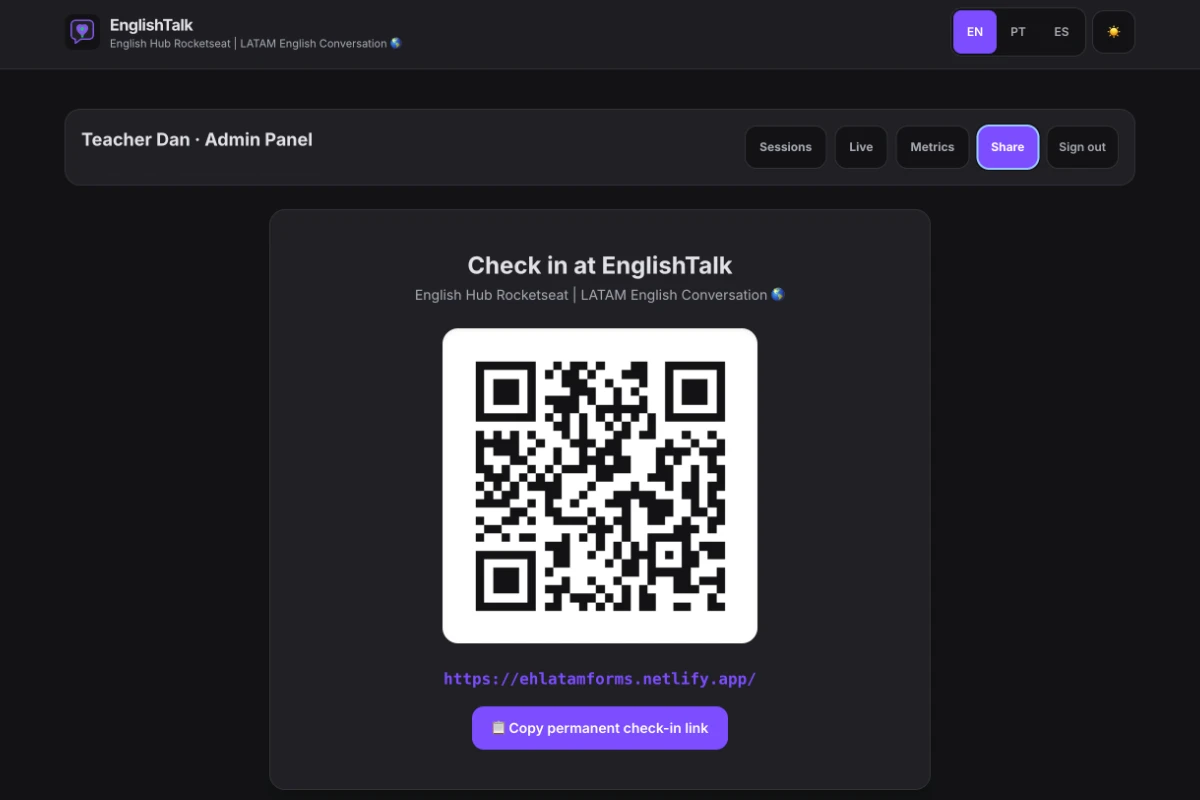 EnglishTalk
English Hub Rocketseat | LATAM English Conversation 🌎
EN PT ES
Teacher Dan · Admin Panel
Sessions Live Metrics Share Sign out
Check in at EnglishTalk
English Hub Rocketseat | LATAM English Conversation 🌎
https://ehlatamforms.netlify.app/
📋 Copy permanent check-in link